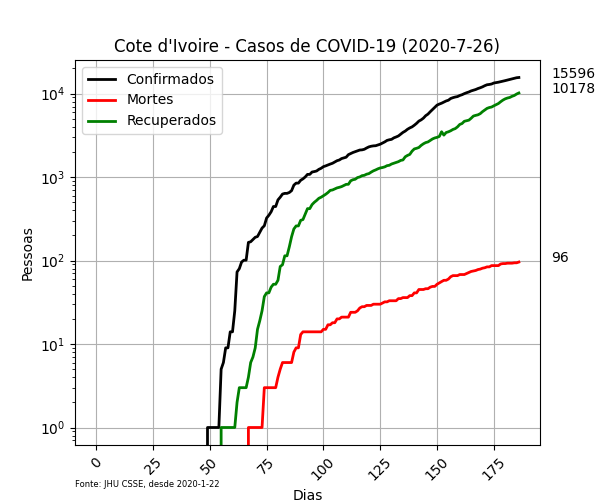 Cote d'Ivoire - Casos de COVID-19 (2020-7-26)
Confirmados
Mortes
Recuperados
15596
10178
96
10⁴
10³
10²
10¹
10⁰
Pessoas
0 25 50 75 100 125 150 175
Fonte: JHU CSSE, desde 2020-1-22
Dias